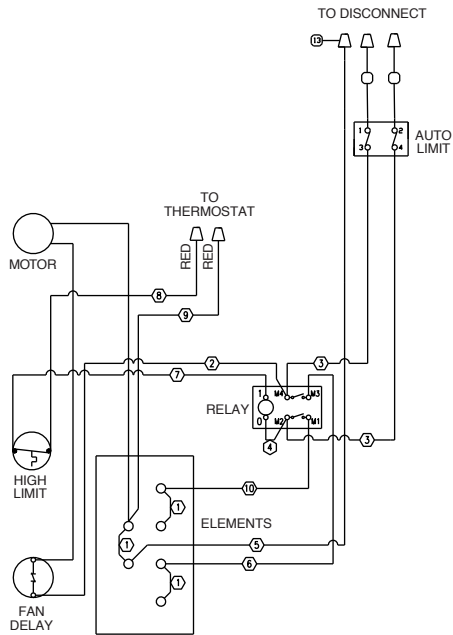 TO DISCONNECT
13
1 2
3 4
AUTO
LIMIT
TO
THERMOSTAT
RED RED
MOTOR
8
9
2
3
7
1 M4 M3
RELAY
0 M2 M1
4
3
HIGH
LIMIT
10
1
ELEMENTS
1
5
6
1
FAN
DELAY